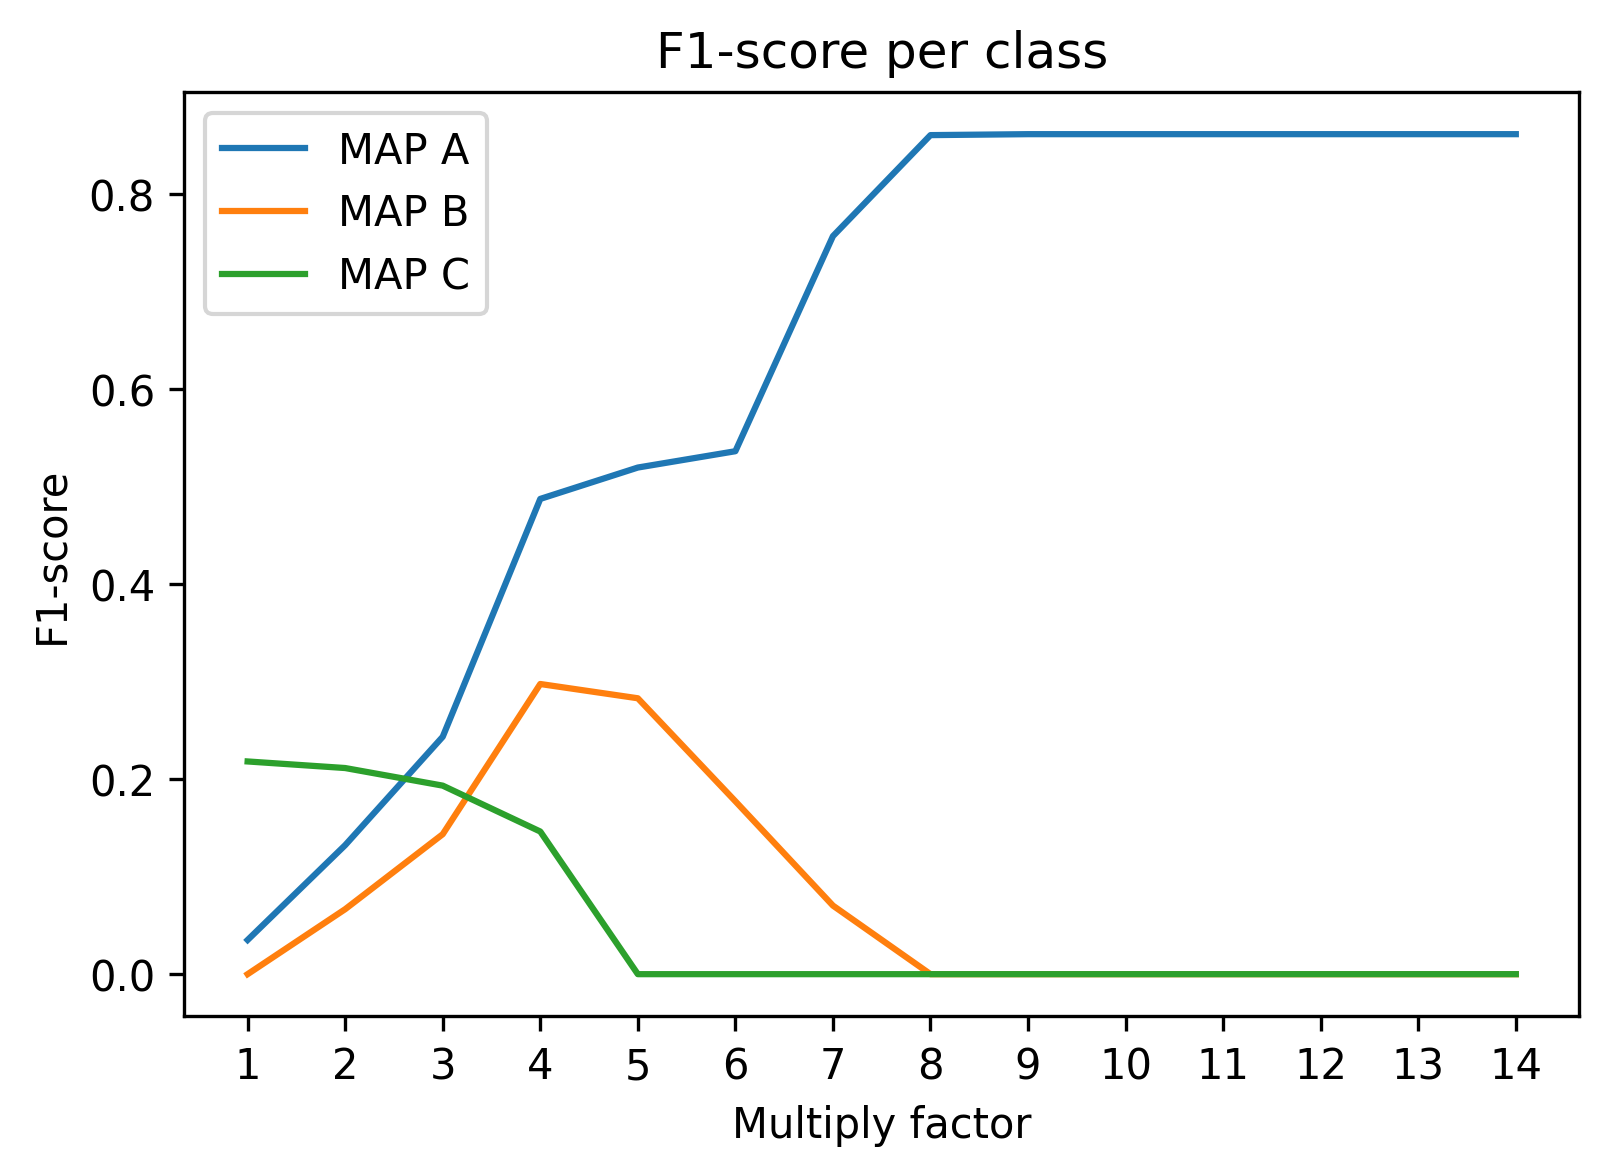 F1-score per class
MAP A
MAP B
MAP C
0.8
0.6
0.4
0.2
0.0
F1-score
1 2 3 4 5 6 7 8 9 10 11 12 13 14
Multiply factor